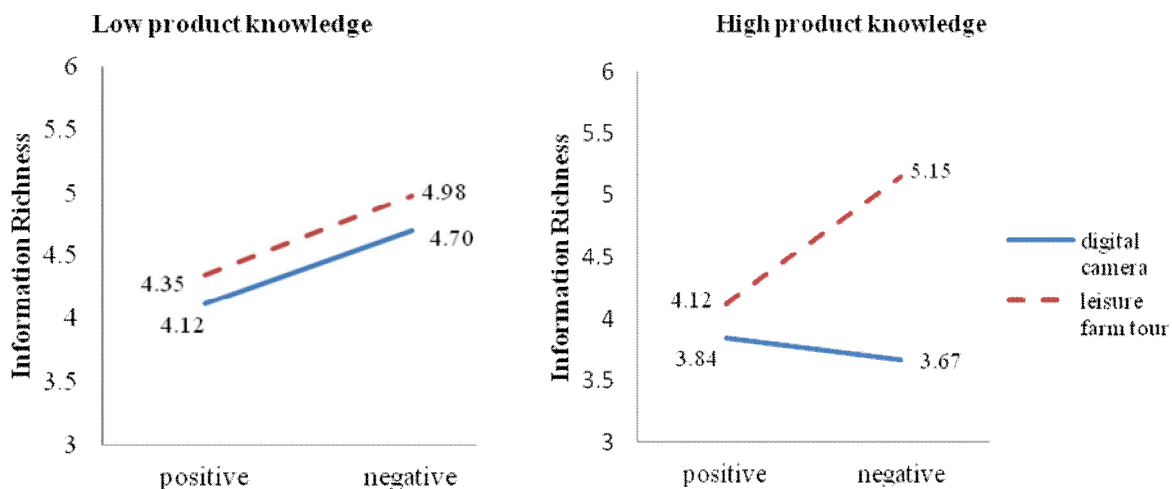 Low product knowledge
6
5.5
5
4.5
4
3.5
3
Information Richness
4.98
4.70
4.35
4.12
positive negative
High product knowledge
6
5.5
5
4.5
4
3.5
3
Information Richness
5.15
4.12
3.84
3.67
positive negative
digital
camera
leisure
farm tour